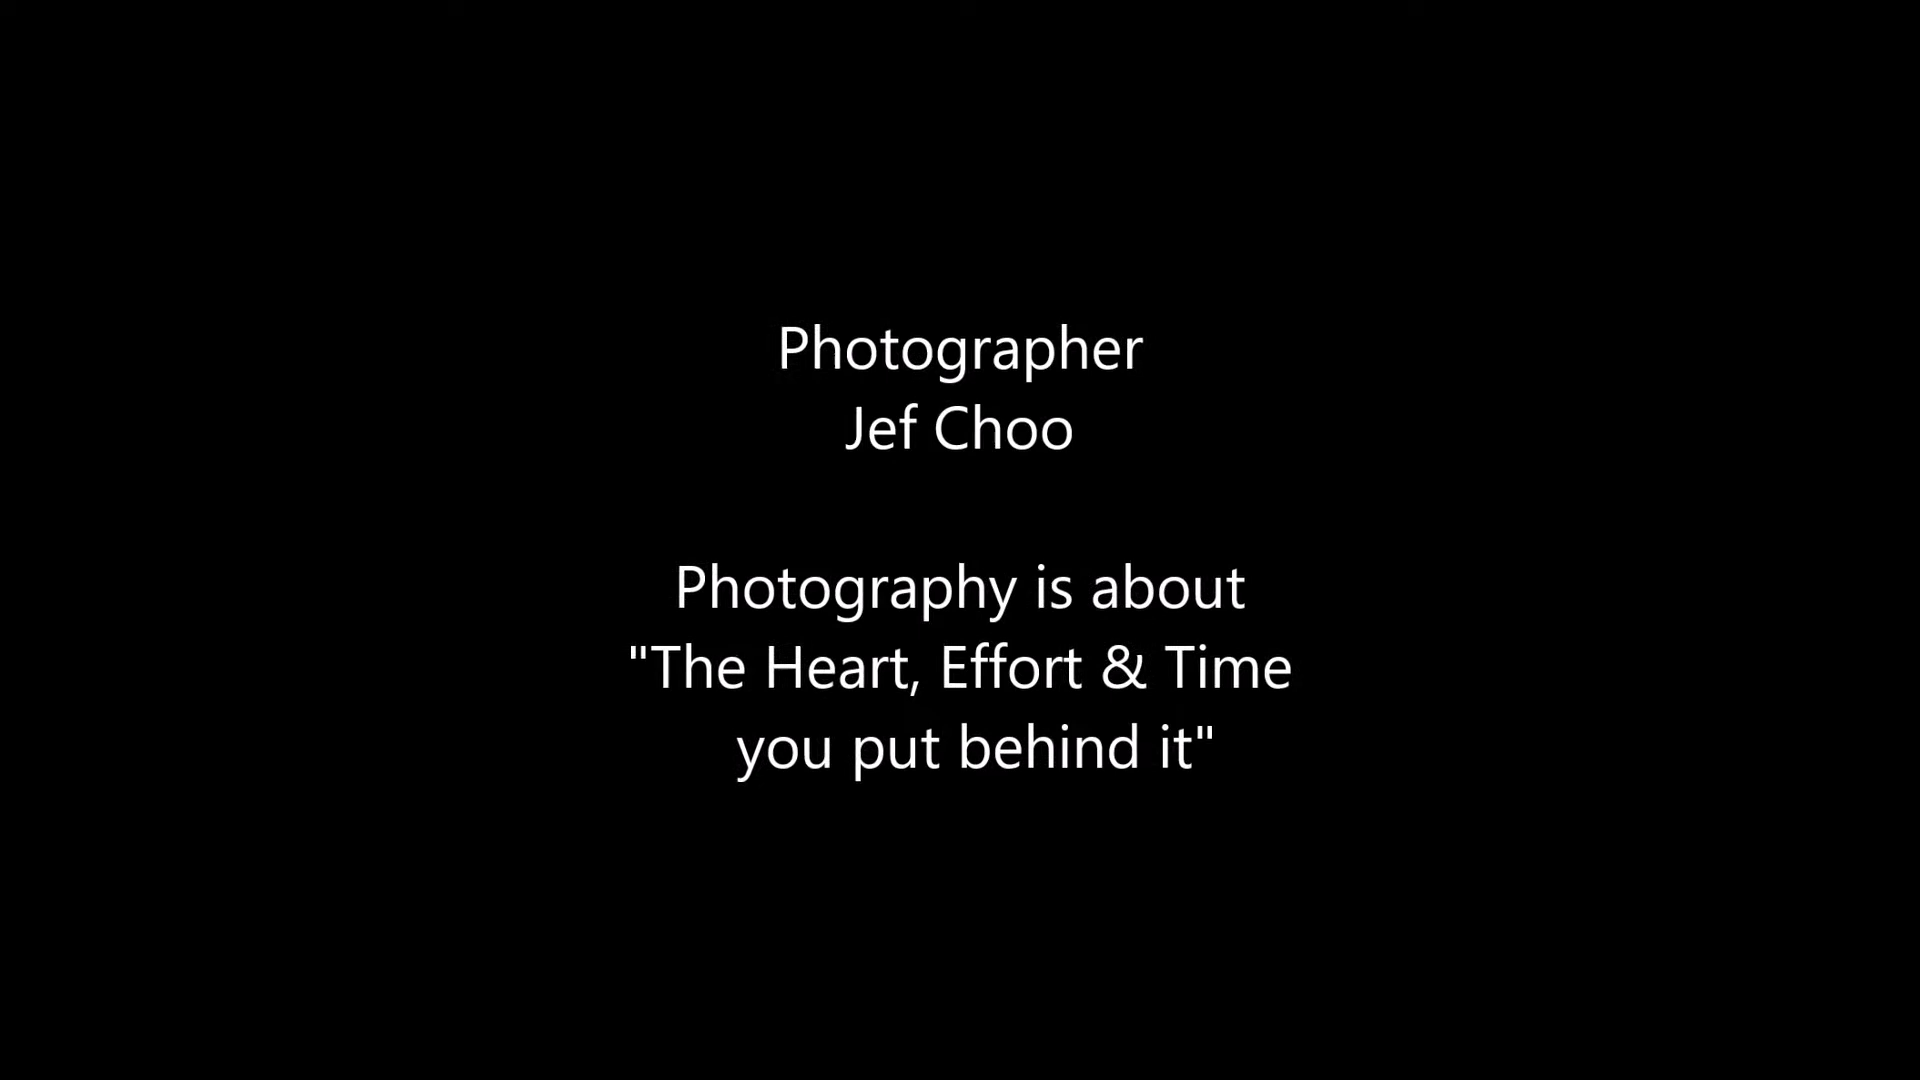 Photographer
Jef Choo
Photography is about
"The Heart, Effort & Time
you put behind it"